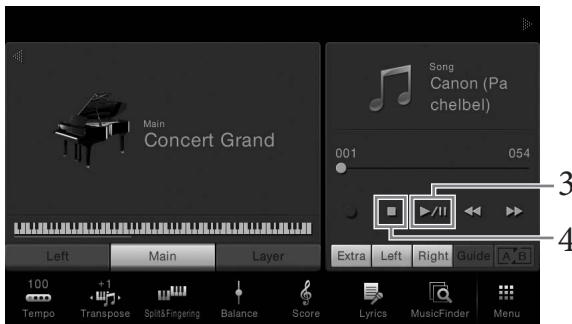 Song
Canon (Pa
chelbel)
Main
Concert Grand
001
054
3
4
Left
Main
Layer
Extra
Left
Right
Guide
A B
100
+1
Tempo
Transpose
Split&Fingering
Balance
Score
Lyrics
MusicFinder
Menu